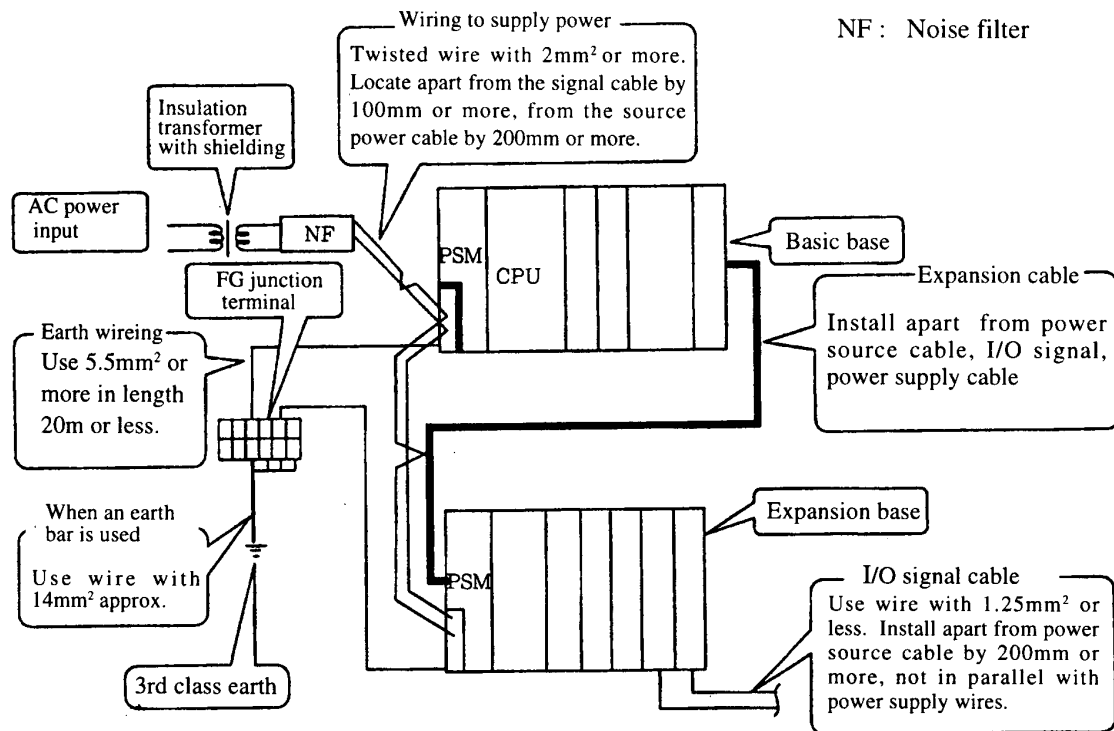 Wiring to supply power
Twisted wire with 2mm² or more.
Locate apart from the signal cable by
100mm or more, from the source
power cable by 200mm or more.
NF : Noise filter
Insulation
transformer
with shielding
AC power
input
NF
FG junction
terminal
PSM
CPU
Basic base
Expansion cable
Install apart from power
source cable, I/O signal,
power supply cable
Earth wireing
Use 5.5mm² or
more in length
20m or less.
When an earth
bar is used
Use wire with
14mm² approx.
3rd class earth
PSM
Expansion base
I/O signal cable
Use wire with 1.25mm² or
less. Install apart from power
source cable by 200mm or
more, not in parallel with
power supply wires.